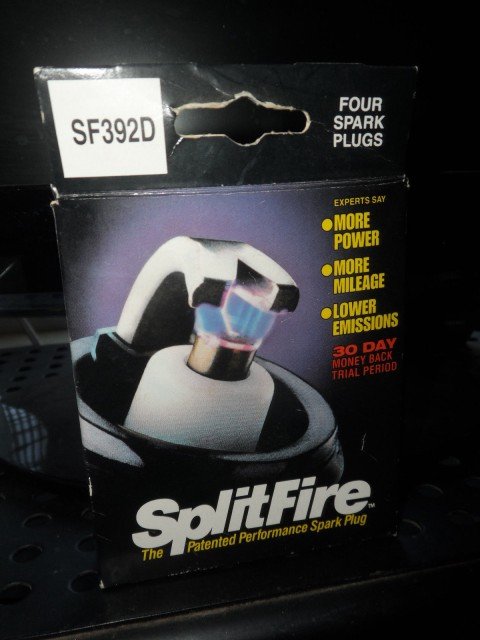 SF392D
FOUR
SPARK
PLUGS
EXPERTS SAY
●MORE
POWER
●MORE
MILEAGE
●LOWER
EMISSIONS
30 DAY
MONEY BACK
TRIAL PERIOD
SplitFire™
The Patented Performance Spark Plug